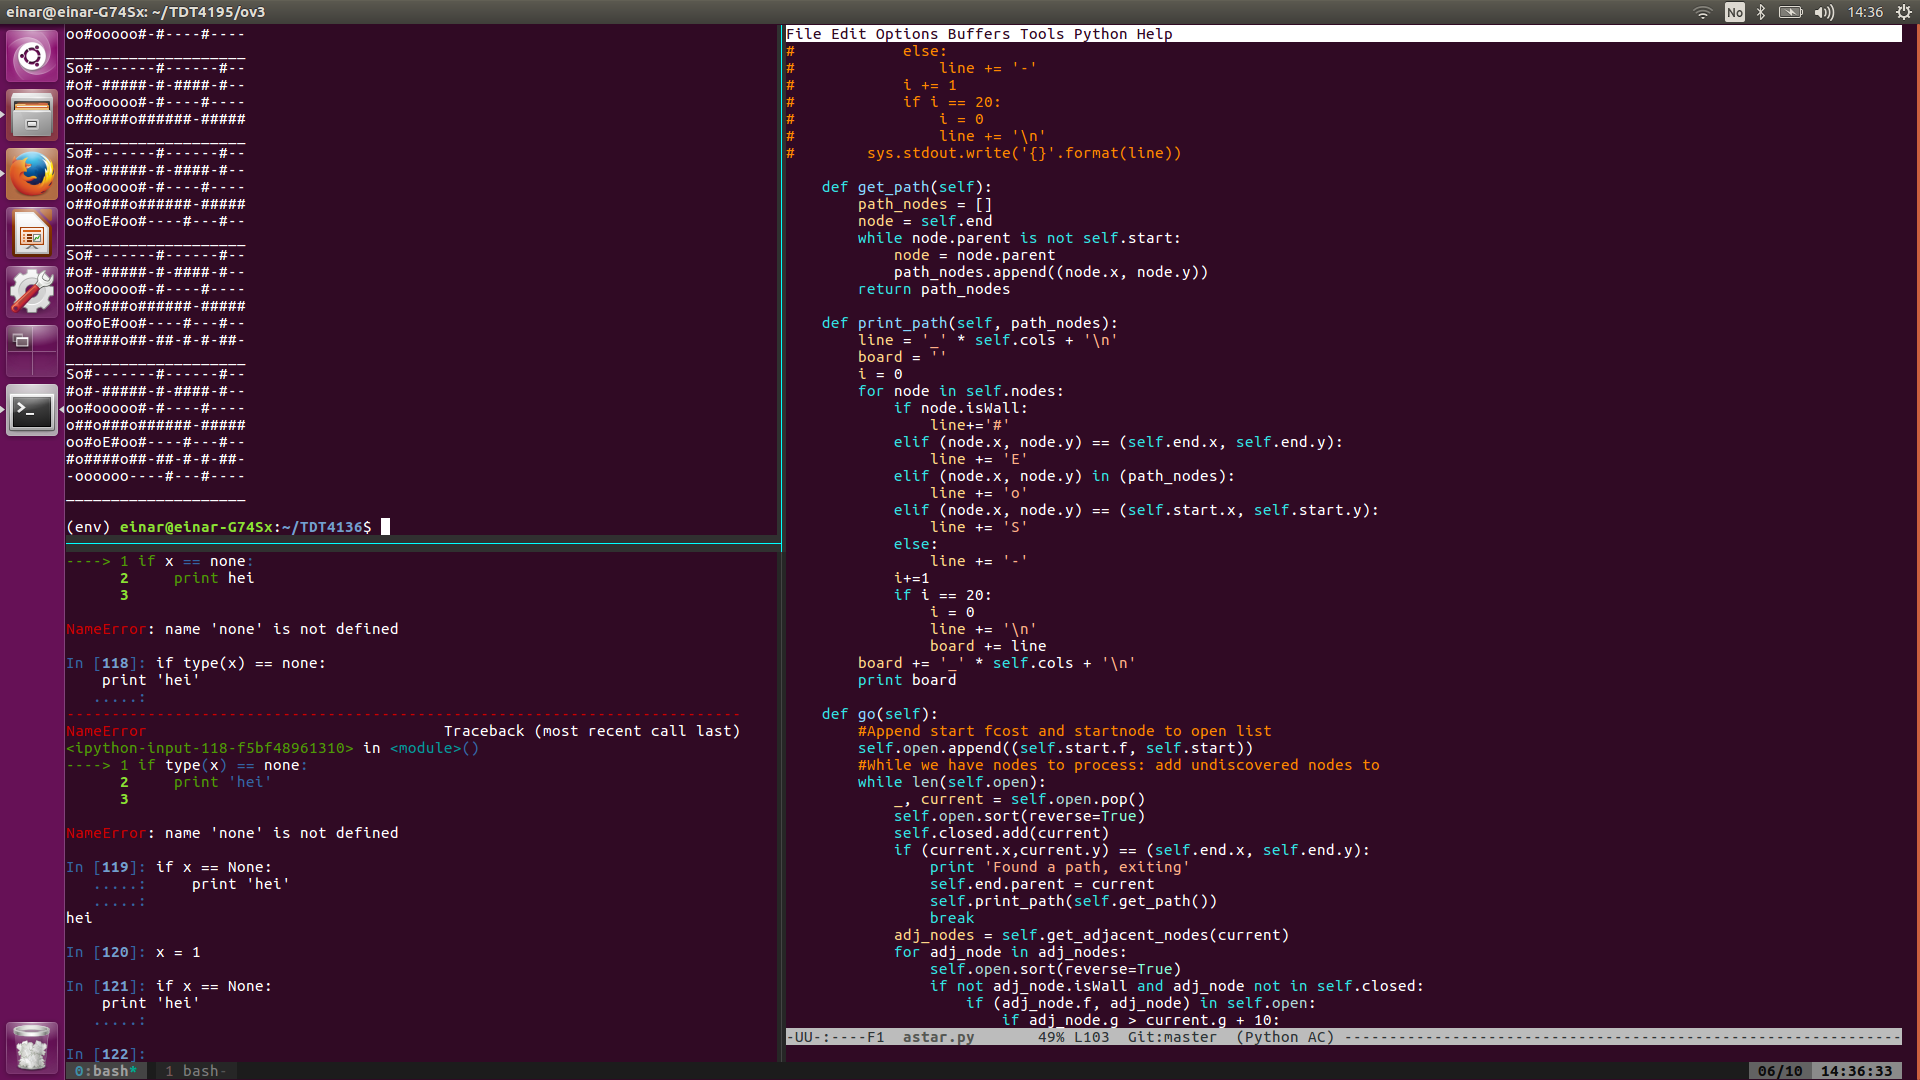 einar@einar-G74Sx: ~/TDT4195/ov3
No
14:36
oo#ooooo#-#----#----
____________________
So#-------#------#--
#o#-#####-#-####-#--
oo#ooooo#-#----#----
o##o###o######-#####
____________________
So#-------#------#--
#o#-#####-#-####-#--
oo#ooooo#-#----#----
o##o###o######-#####
oo#oE#oo#----#---#--
____________________
So#-------#------#--
#o#-#####-#-####-#--
oo#ooooo#-#----#----
o##o###o######-#####
oo#oE#oo#----#---#--
#o####o##-##-#-#-##-
____________________
So#-------#------#--
#o#-#####-#-####-#--
oo#ooooo#-#----#----
o##o###o######-#####
oo#oE#oo#----#---#--
#o####o##-##-#-#-##-
-oooooo----#---#----
____________________
(env) einar@einar-G74Sx:~/TDT4136$
----> 1 if x == none:
      2     print hei
      3
NameError: name 'none' is not defined
In [118]: if type(x) == none:
    print 'hei'
   .....:
---------------------------------------------------------------------------
NameError                                 Traceback (most recent call last)
<ipython-input-118-f5bf48961310> in <module>()
----> 1 if type(x) == none:
      2     print 'hei'
      3
NameError: name 'none' is not defined
In [119]: if x == None:
   .....:     print 'hei'
   .....:
hei
In [120]: x = 1
In [121]: if x == None:
    print 'hei'
   .....:
In [122]:
File Edit Options Buffers Tools Python Help
#            else:
#                line += '-'
#            i += 1
#            if i == 20:
#                i = 0
#                line += '\n'
#        sys.stdout.write('{}'.format(line))
    def get_path(self):
        path_nodes = []
        node = self.end
        while node.parent is not self.start:
            node = node.parent
            path_nodes.append((node.x, node.y))
        return path_nodes
    def print_path(self, path_nodes):
        line = '_' * self.cols + '\n'
        board = ''
        i = 0
        for node in self.nodes:
            if node.isWall:
                line+='#'
            elif (node.x, node.y) == (self.end.x, self.end.y):
                line += 'E'
            elif (node.x, node.y) in (path_nodes):
                line += 'o'
            elif (node.x, node.y) == (self.start.x, self.start.y):
                line += 'S'
            else:
                line += '-'
            i+=1
            if i == 20:
                i = 0
                line += '\n'
                board += line
        board += '_' * self.cols + '\n'
        print board
    def go(self):
        #Append start fcost and startnode to open list
        self.open.append((self.start.f, self.start))
        #While we have nodes to process: add undiscovered nodes to
        while len(self.open):
            _, current = self.open.pop()
            self.open.sort(reverse=True)
            self.closed.add(current)
            if (current.x,current.y) == (self.end.x, self.end.y):
                print 'Found a path, exiting'
                self.end.parent = current
                self.print_path(self.get_path())
                break
            adj_nodes = self.get_adjacent_nodes(current)
            for adj_node in adj_nodes:
                self.open.sort(reverse=True)
                if not adj_node.isWall and adj_node not in self.closed:
                    if (adj_node.f, adj_node) in self.open:
                        if adj_node.g > current.g + 10:
-UU-:----F1  astar.py       49% L103  Git:master  (Python AC) --------------------------------------------------------------
0:bash*  1 bash-
06/10 14:36:33